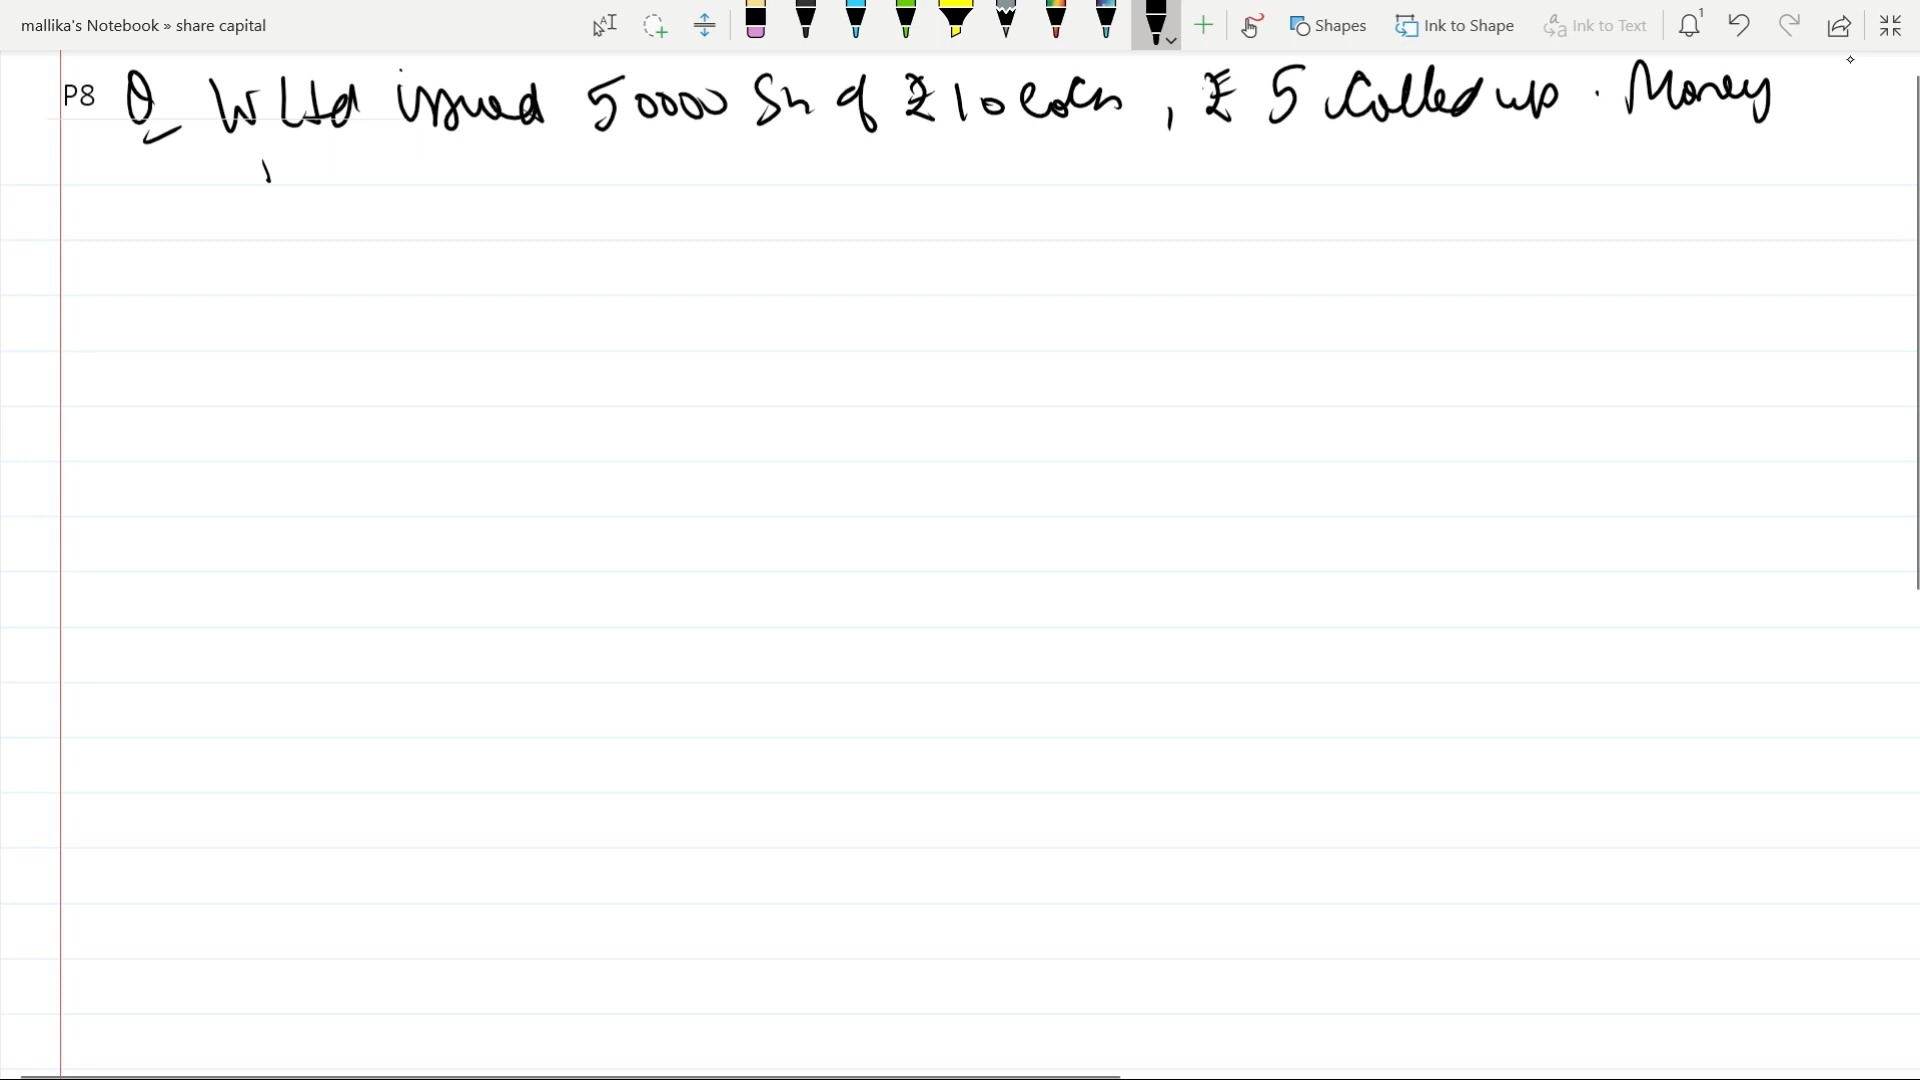 mallika's Notebook » share capital
Shapes
Ink to Shape
Ink to Text
1
P8 Q W Ltd issued 50000 Sh of ₹ 10 each , ₹ 5 called up . Money